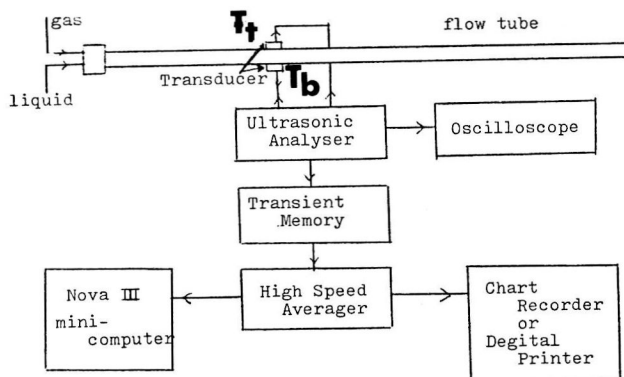 gas
Tt
flow tube
Transducer
Tb
liquid
Ultrasonic
Analyser
Oscilloscope
Transient
Memory
Nova III
mini-
computer
High Speed
Averager
Chart
Recorder
or
Degital
Printer